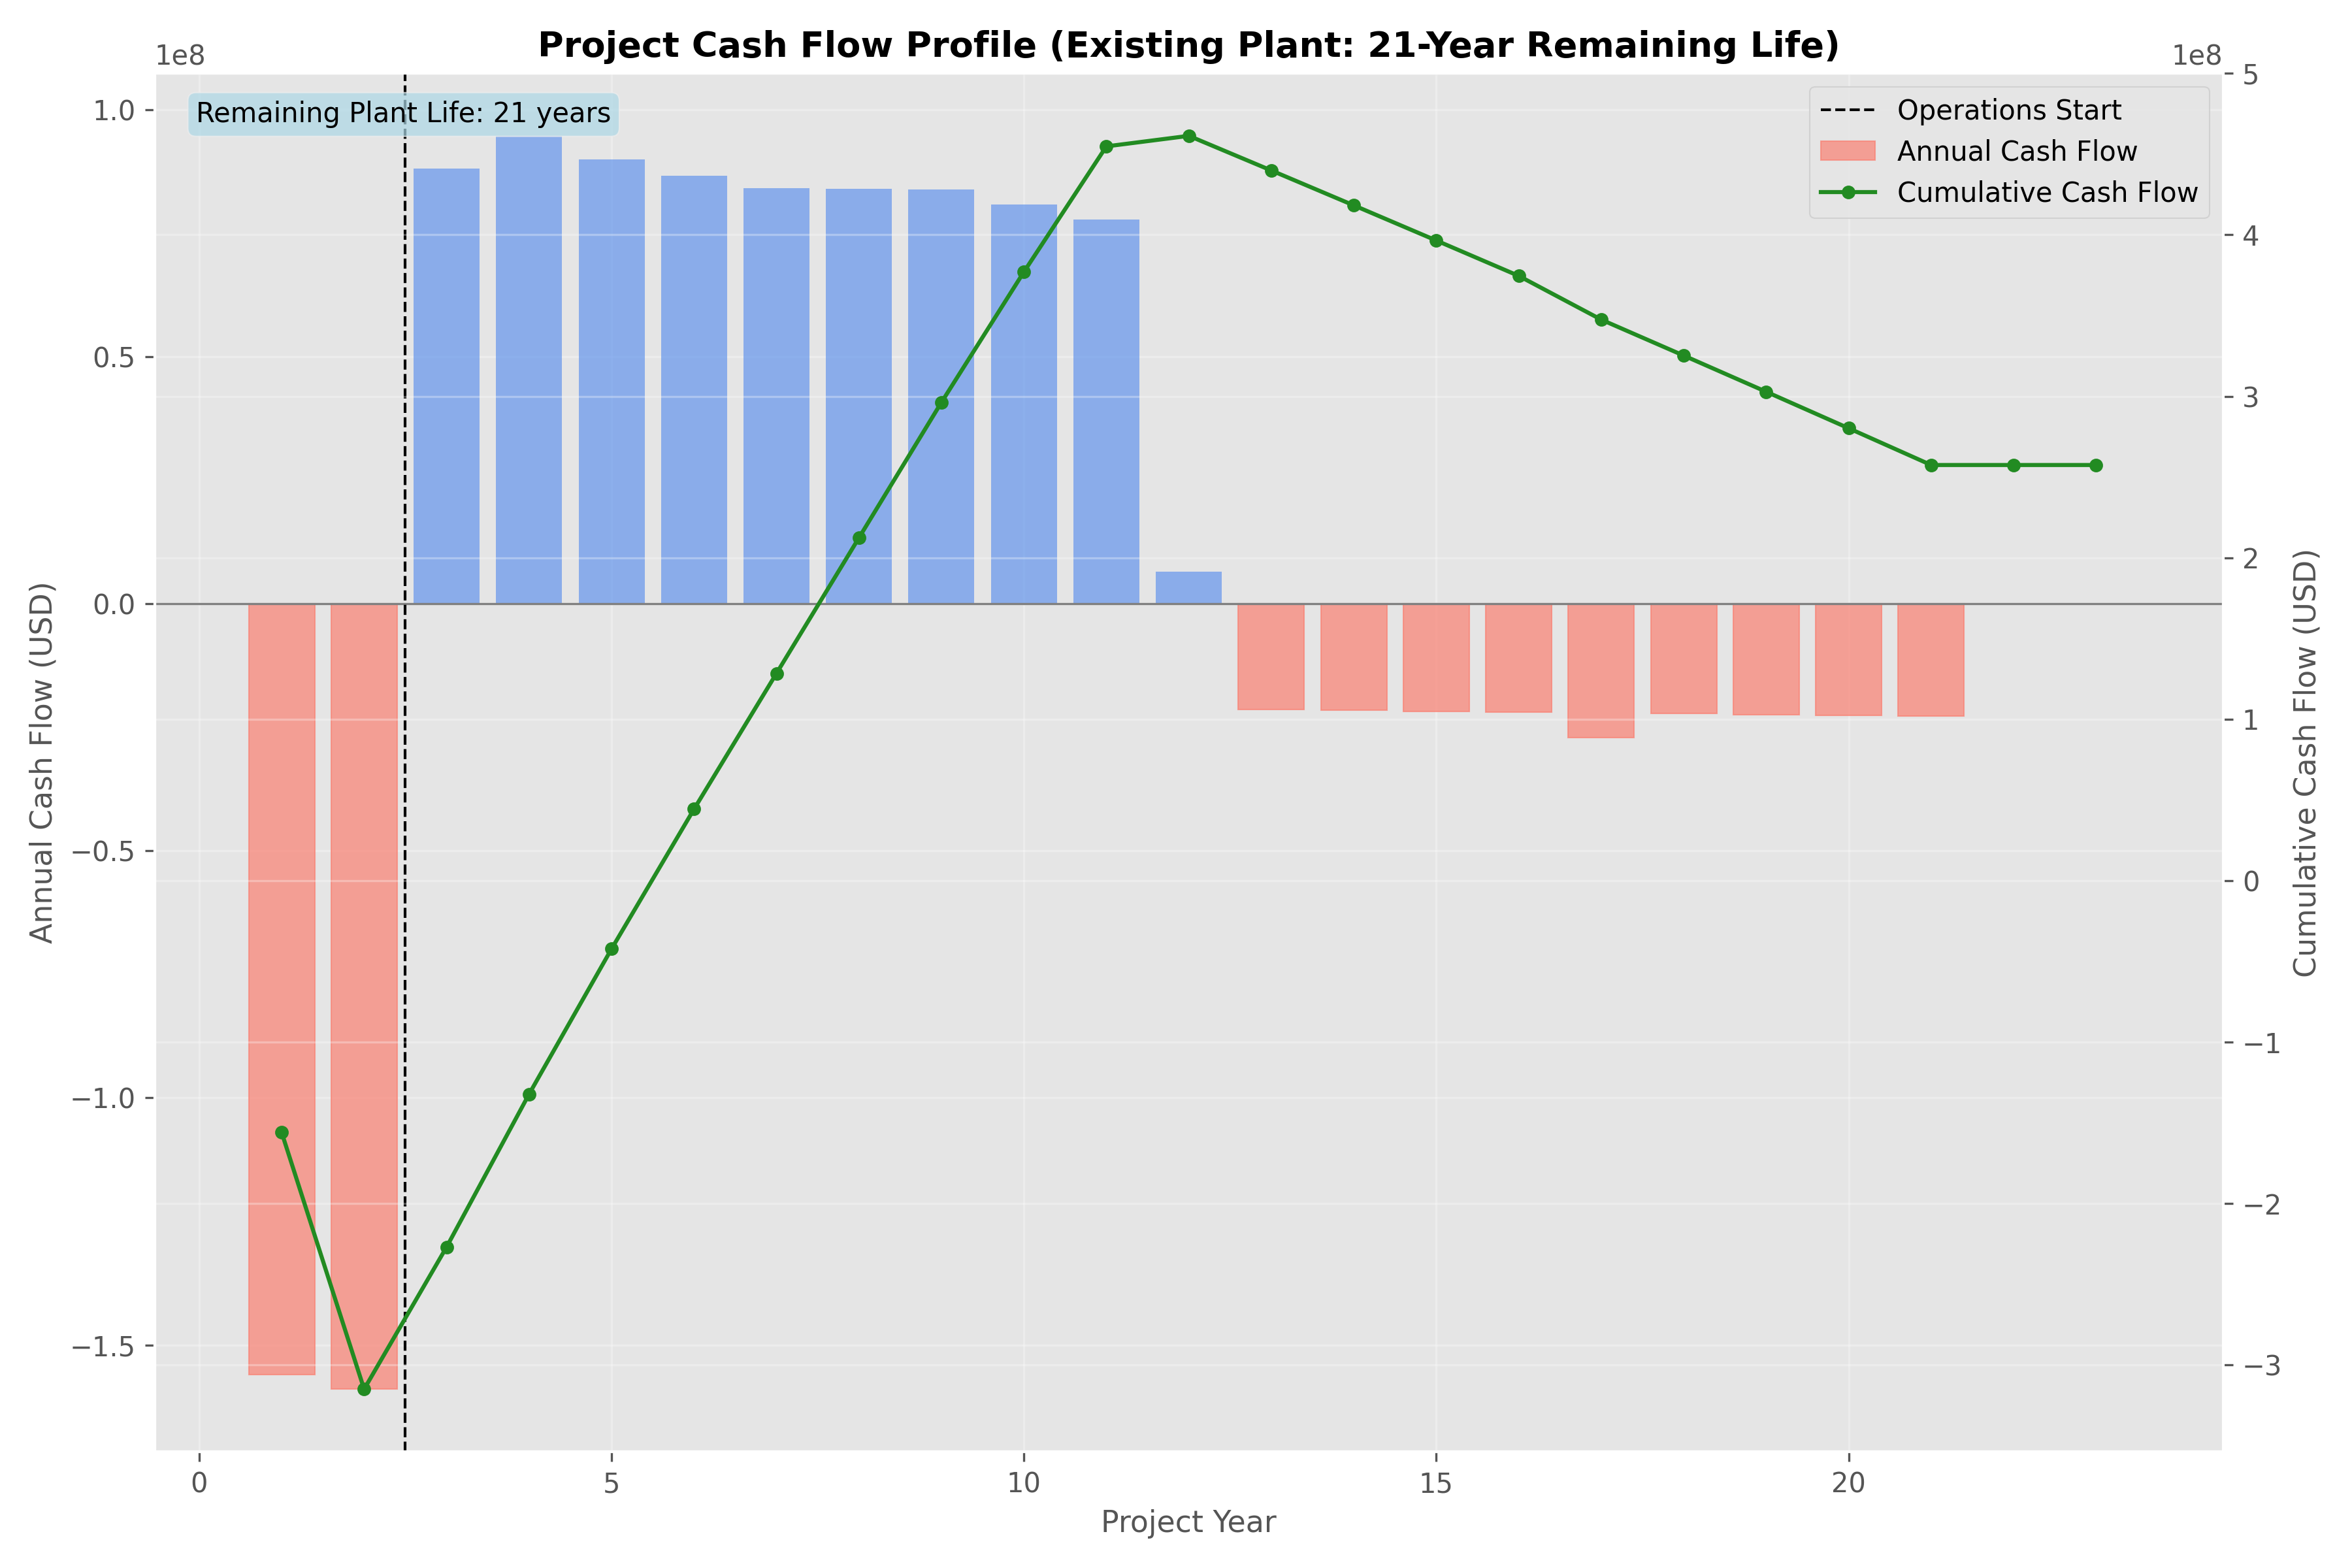 Project Cash Flow Profile (Existing Plant: 21-Year Remaining Life)
1e8
1e8
Remaining Plant Life: 21 years
Operations Start
Annual Cash Flow
Cumulative Cash Flow
Annual Cash Flow (USD)
1.0
0.5
0.0
−0.5
−1.0
−1.5
5
4
3
2
1
0
−1
−2
−3
Cumulative Cash Flow (USD)
0 5 10 15 20
Project Year